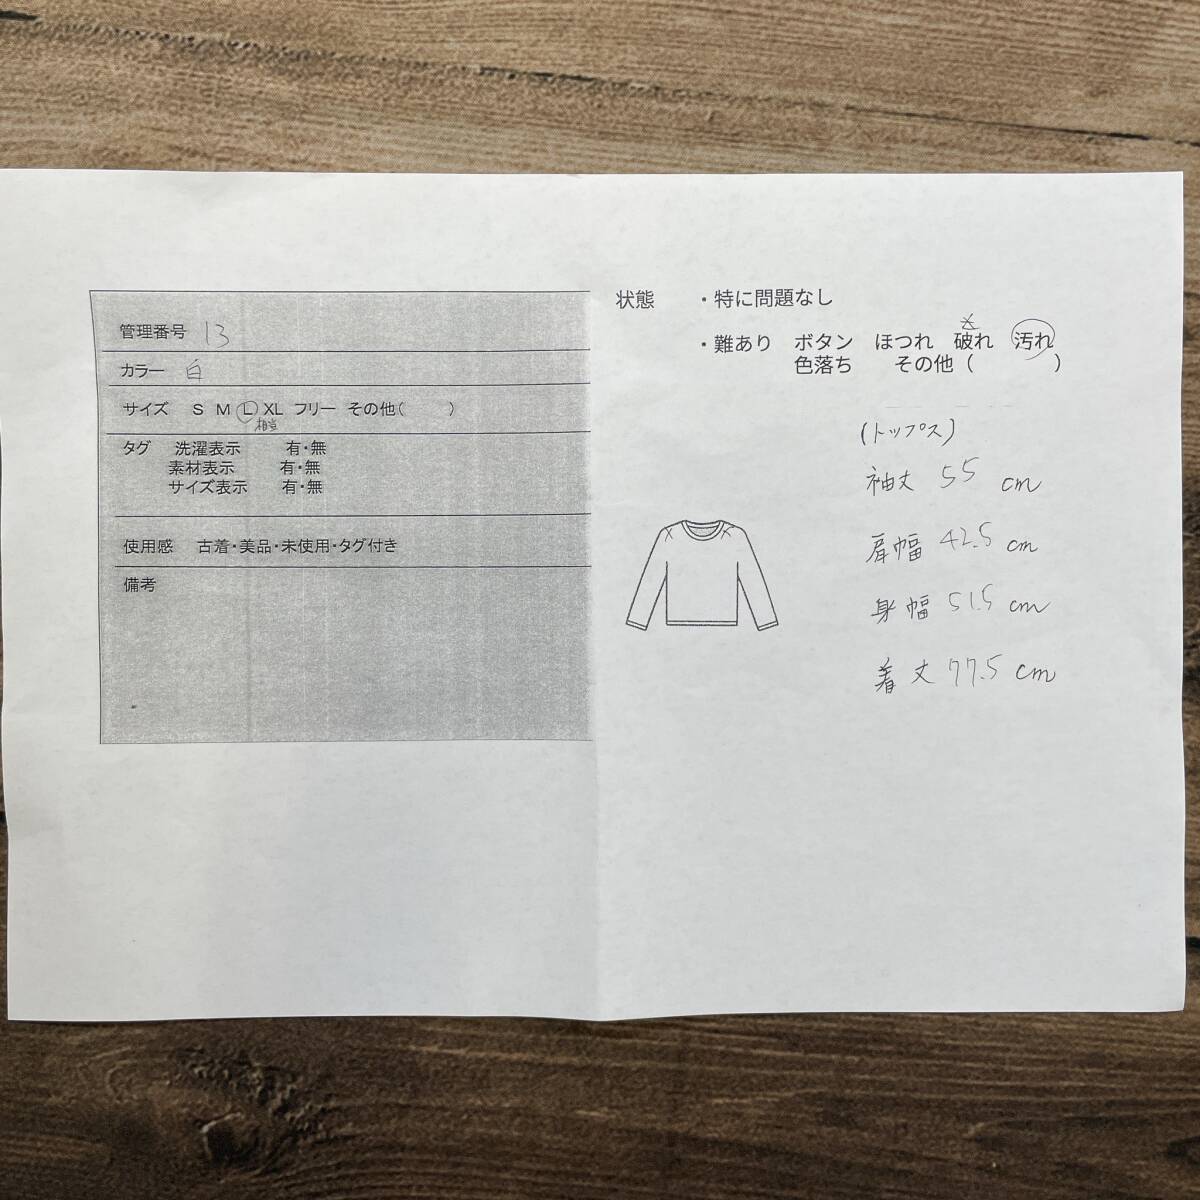 管理番号 13
カラー 白
サイズ S M L XL フリー その他( )
相当
タグ 洗濯表示 有・無
素材表示 有・無
サイズ表示 有・無
使用感 古着・美品・未使用・タグ付き
備考
状態 ・特に問題なし
・難あり ボタン ほつれ 破れ 汚れ
色落ち その他( )
(トップス)
袖丈 55 cm
肩幅 42.5 cm
身幅 51.5 cm
着丈 77.5 cm